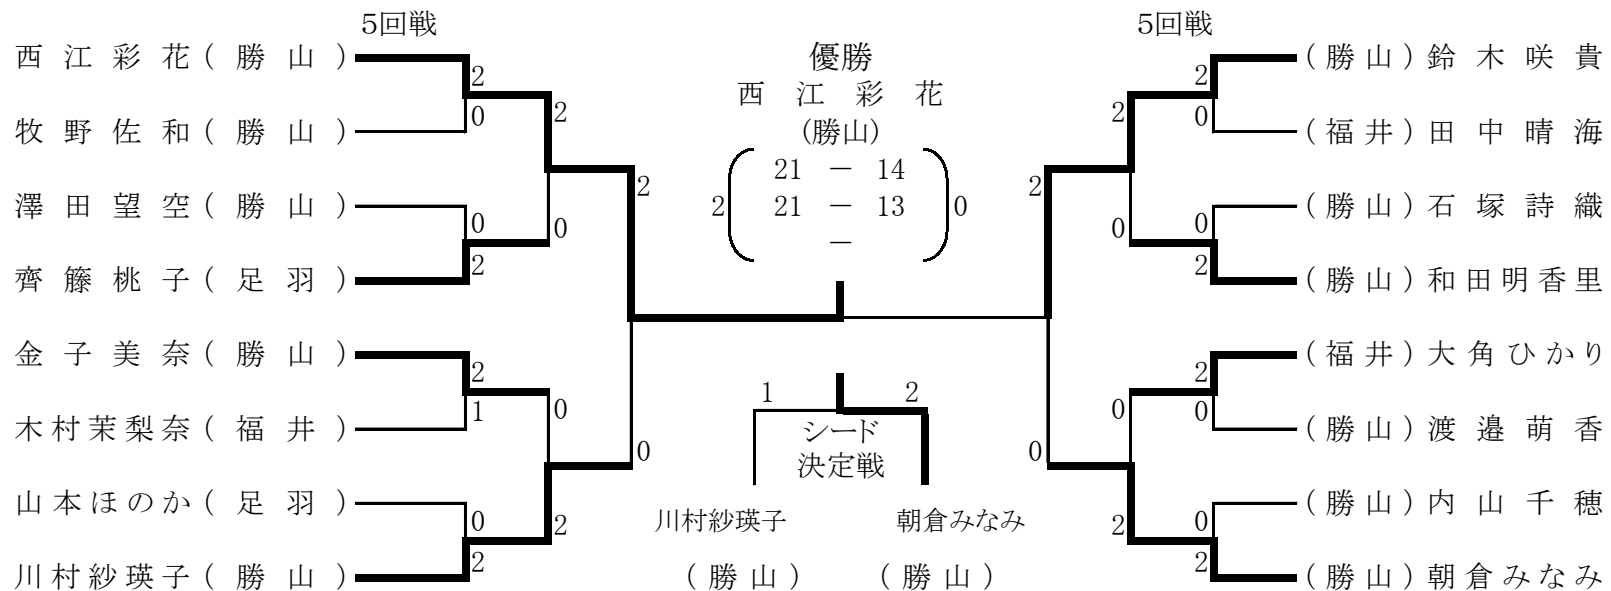 5回戦
西江彩花(勝山)
2
0
牧野佐和(勝山)
2
澤田望空(勝山)
0
2
0
齊藤桃子(足羽)
2
金子美奈(勝山)
2
1
木村茉梨奈(福井)
0
山本ほのか(足羽)
0
2
2
川村紗瑛子(勝山)
0
優勝
西江彩花
(勝山)
21 － 14
2 21 － 13 0
－
1 2
シード
決定戦
川村紗瑛子 朝倉みなみ
(勝山) (勝山)
5回戦
(勝山)鈴木咲貴
2
0
(福井)田中晴海
2
(勝山)石塚詩織
0
2
0
(勝山)和田明香里
2
(福井)大角ひかり
2
0
(勝山)渡邉萌香
0
(勝山)内山千穂
0
2
2
(勝山)朝倉みなみ
0